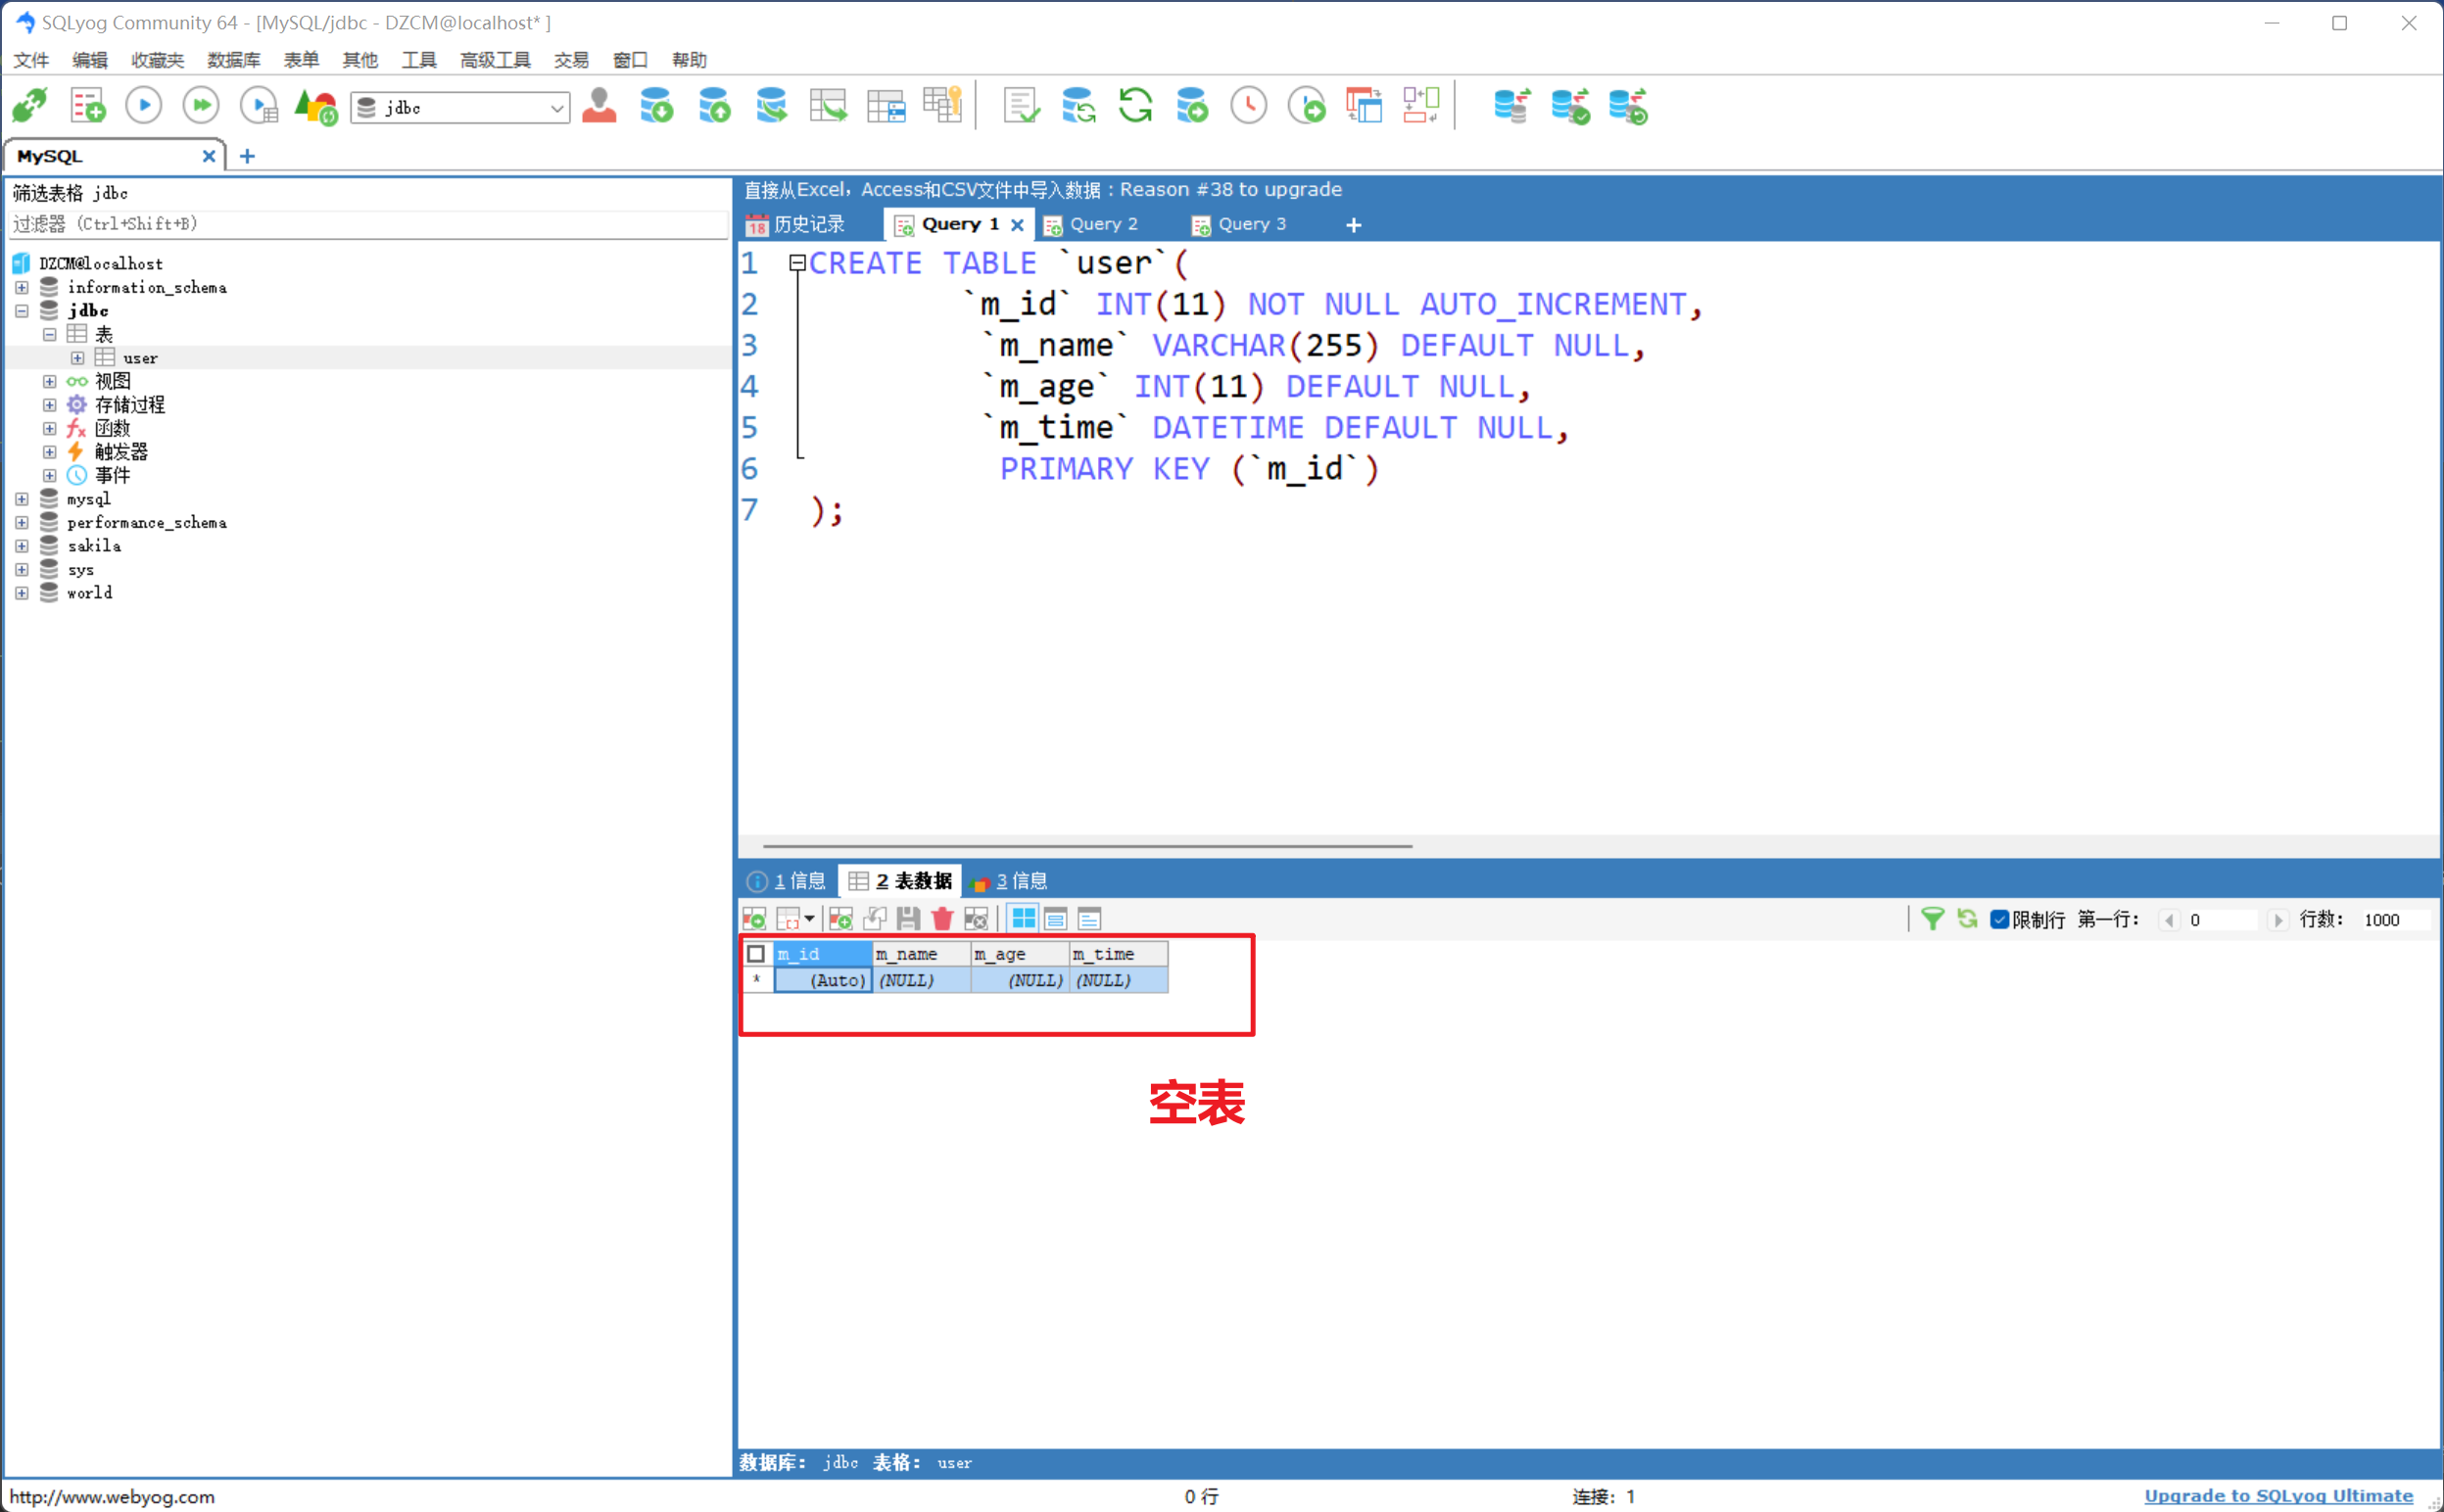 SQLyog Community 64 - [MySQL/jdbc - DZCM@localhost* ]
文件 编辑 收藏夹 数据库 表单 其他 工具 高级工具 交易 窗口 帮助
jdbc
MySQL
筛选表格 jdbc
过滤器 (Ctrl+Shift+B)
DZCM@localhost
information_schema
jdbc
表
user
视图
存储过程
函数
触发器
事件
mysql
performance_schema
sakila
sys
world
直接从Excel，Access和CSV文件中导入数据：Reason #38 to upgrade
18 历史记录 Query 1 Query 2 Query 3
1 CREATE TABLE `user`(
2 `m_id` INT(11) NOT NULL AUTO_INCREMENT,
3 `m_name` VARCHAR(255) DEFAULT NULL,
4 `m_age` INT(11) DEFAULT NULL,
5 `m_time` DATETIME DEFAULT NULL,
6 PRIMARY KEY (`m_id`)
7 );
1 信息 2 表数据 3 信息
限制行 第一行： 0 行数： 1000
m_id m_name m_age m_time
* (Auto) (NULL) (NULL) (NULL)
空表
数据库： jdbc 表格： user
http://www.webyog.com 0 行 连接： 1 Upgrade to SQLyog Ultimate